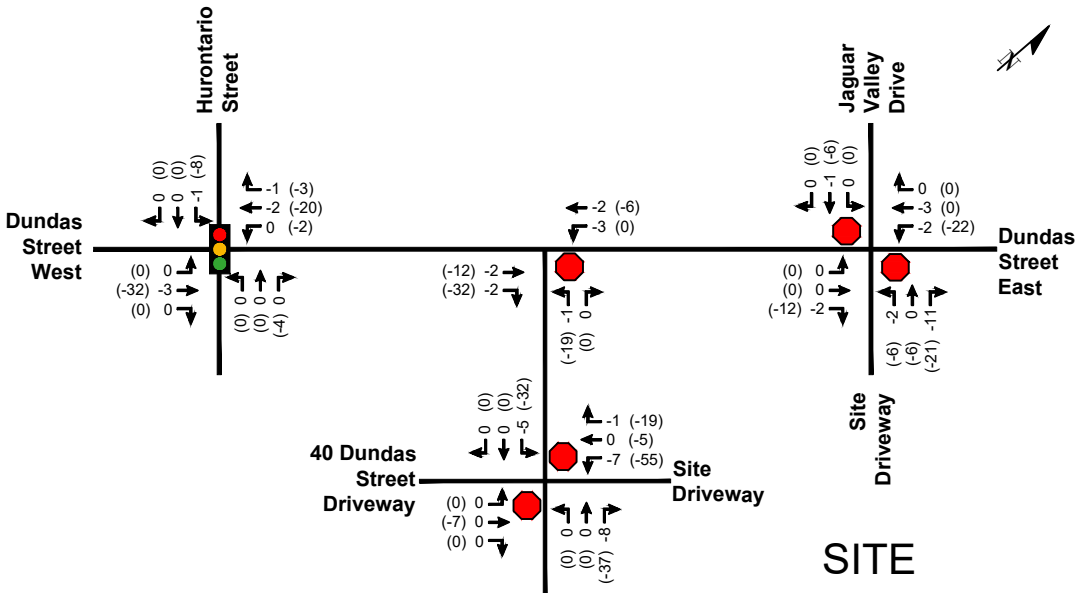 Hurontario
Street
Jaguar
Valley
Drive
N
0 (0)
0 (0)
-1 (-8)
-1 (-3)
-2 (-20)
0 (-2)
0 (0)
-1 (-6)
0 (0)
0 (0)
-3 (0)
-2 (-22)
-2 (-6)
-3 (0)
Dundas
Street
West
Dundas
Street
East
(0) 0
(-32) -3
(0) 0
(0) 0
(0) 0
(-4) 0
(-12) -2
(-32) -2
(-19) -1
(0) 0
(0) 0
(0) 0
(-12) -2
(-6) -2
(-6) 0
(-21) -11
0 (0)
0 (0)
-5 (-32)
-1 (-19)
0 (-5)
-7 (-55)
Site
Driveway
40 Dundas
Street
Driveway
Site
Driveway
(0) 0
(-7) 0
(0) 0
(0) 0
(0) 0
(-37) -8
SITE